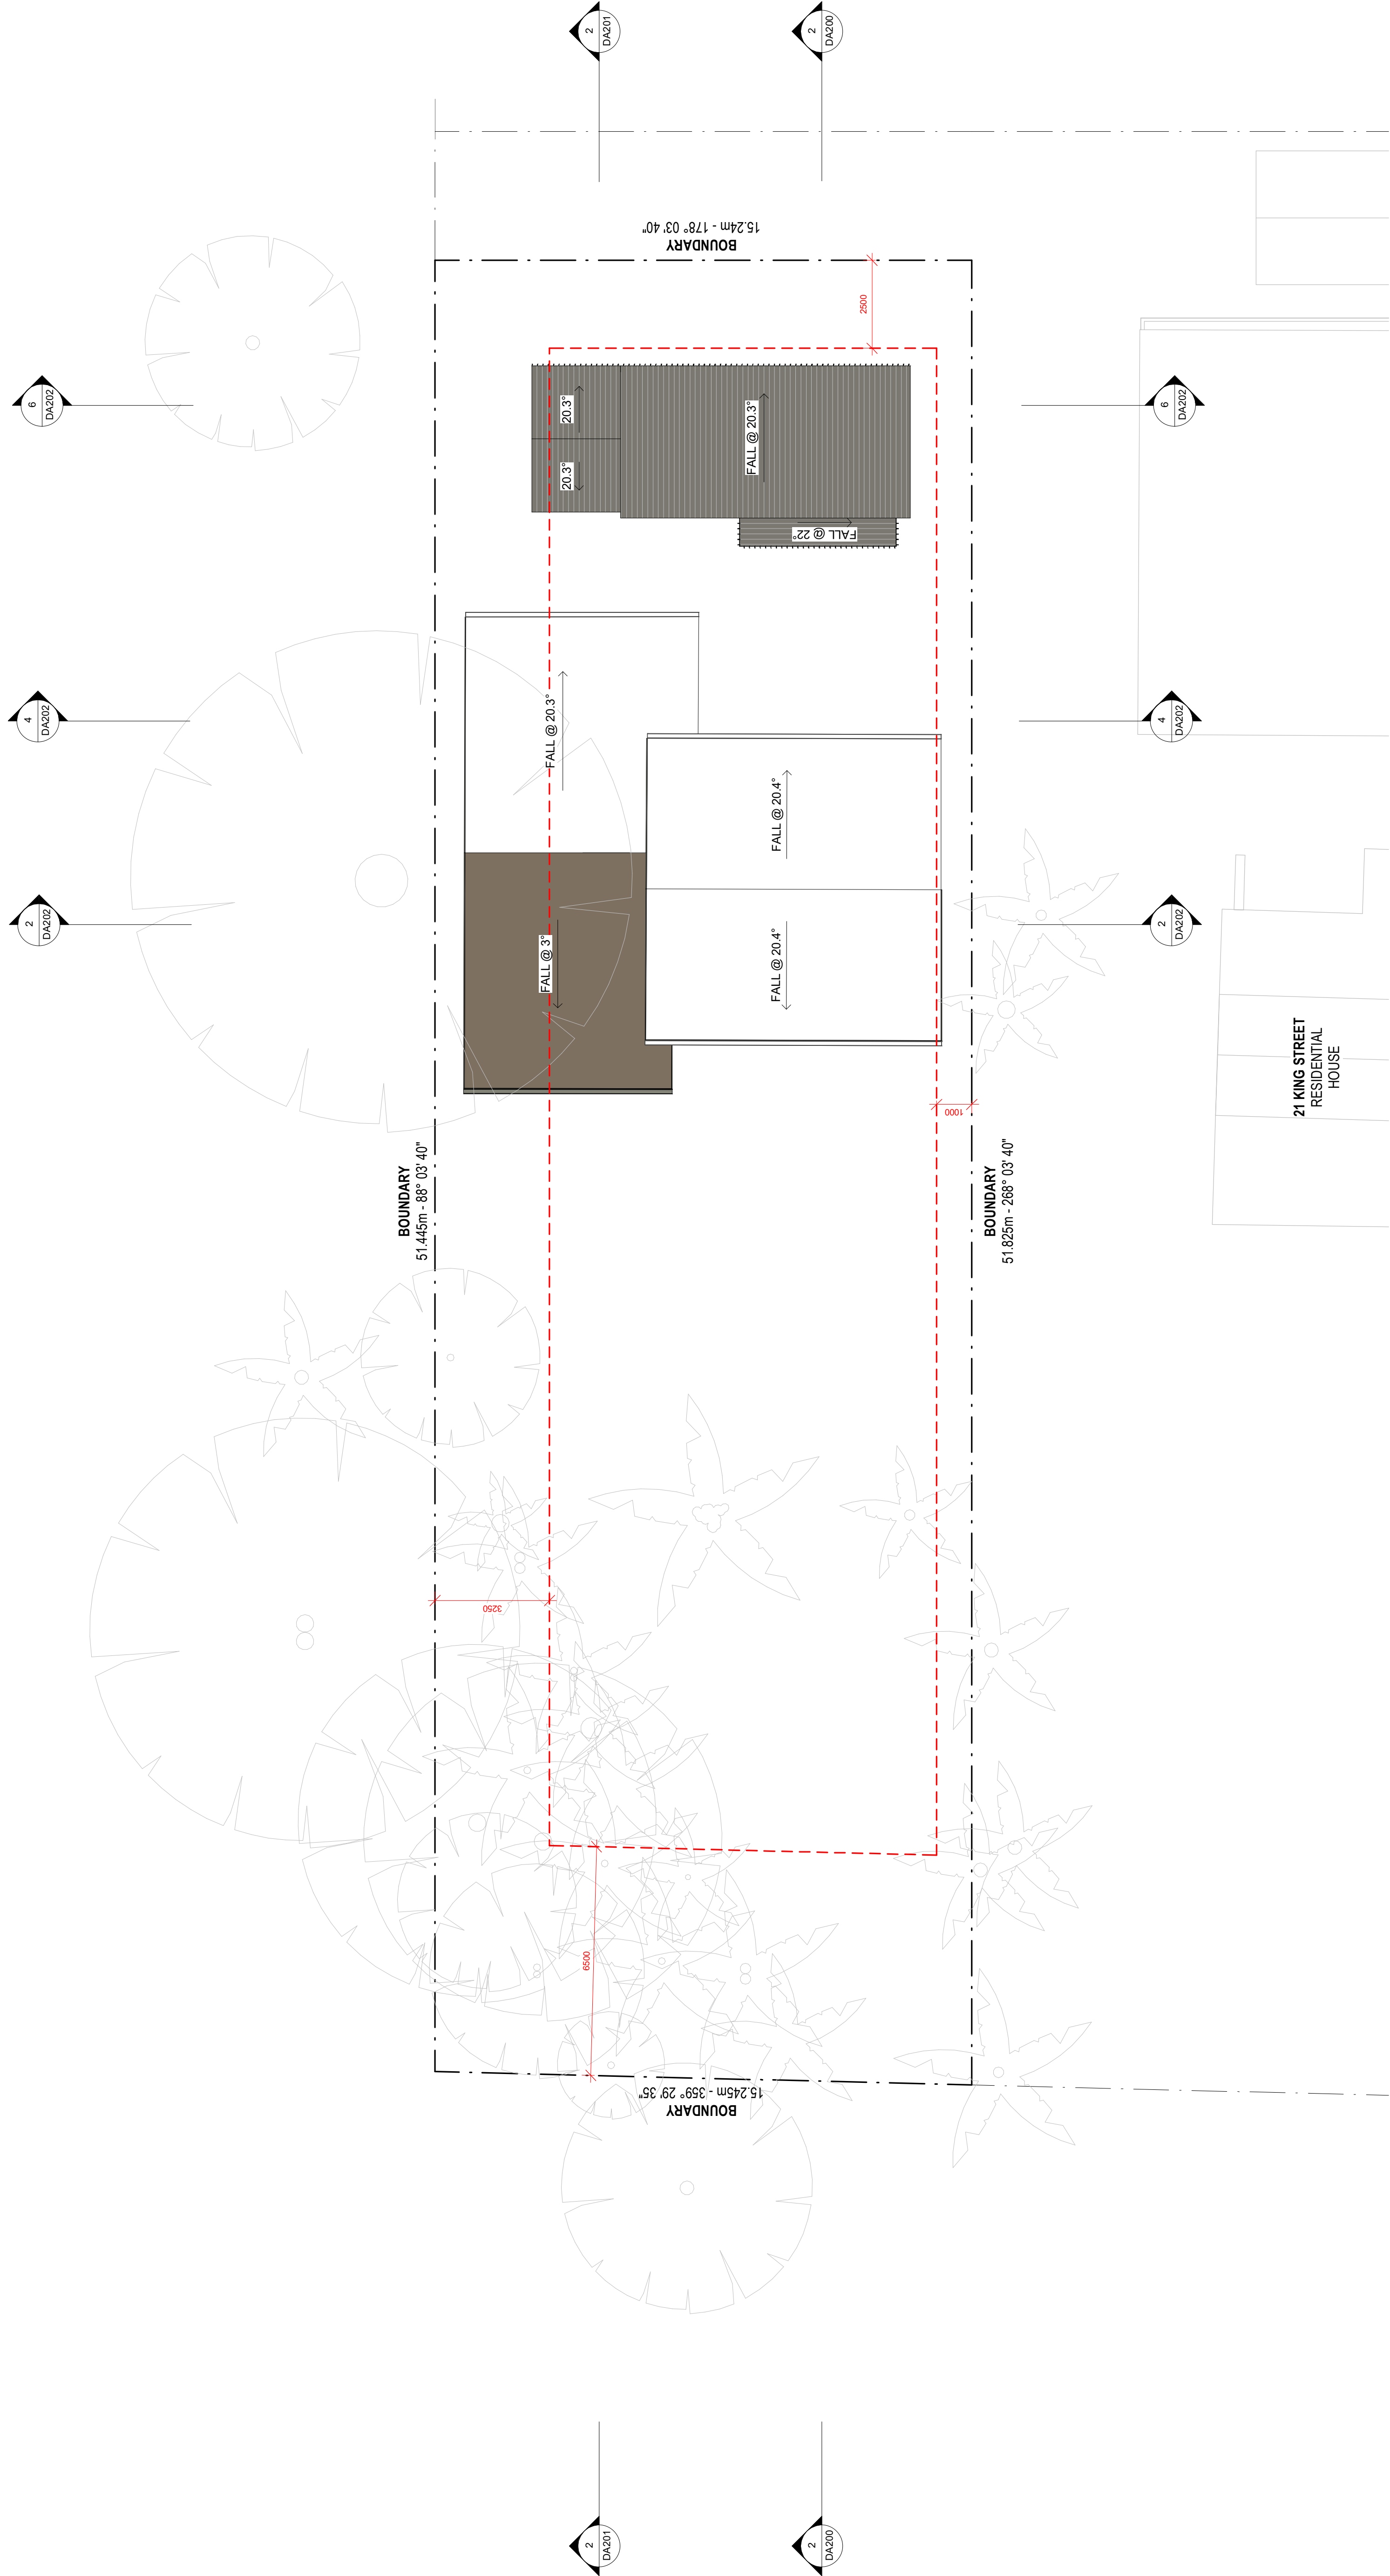 2
DA201
2
DA200
BOUNDARY
15.24m - 178° 03' 40"
2500
6
DA202
6
DA202
20.3°
20.3°
FALL @ 20.3°
FALL @ 22°
4
DA202
4
DA202
FALL @ 20.3°
FALL @ 20.4°
2
DA202
2
DA202
FALL @ 3°
FALL @ 20.4°
21 KING STREET
RESIDENTIAL
HOUSE
1000
BOUNDARY
51.445m - 88° 03' 40"
BOUNDARY
51.825m - 268° 03' 40"
3250
6500
BOUNDARY
15.245m - 359° 29' 35"
2
DA201
2
DA200